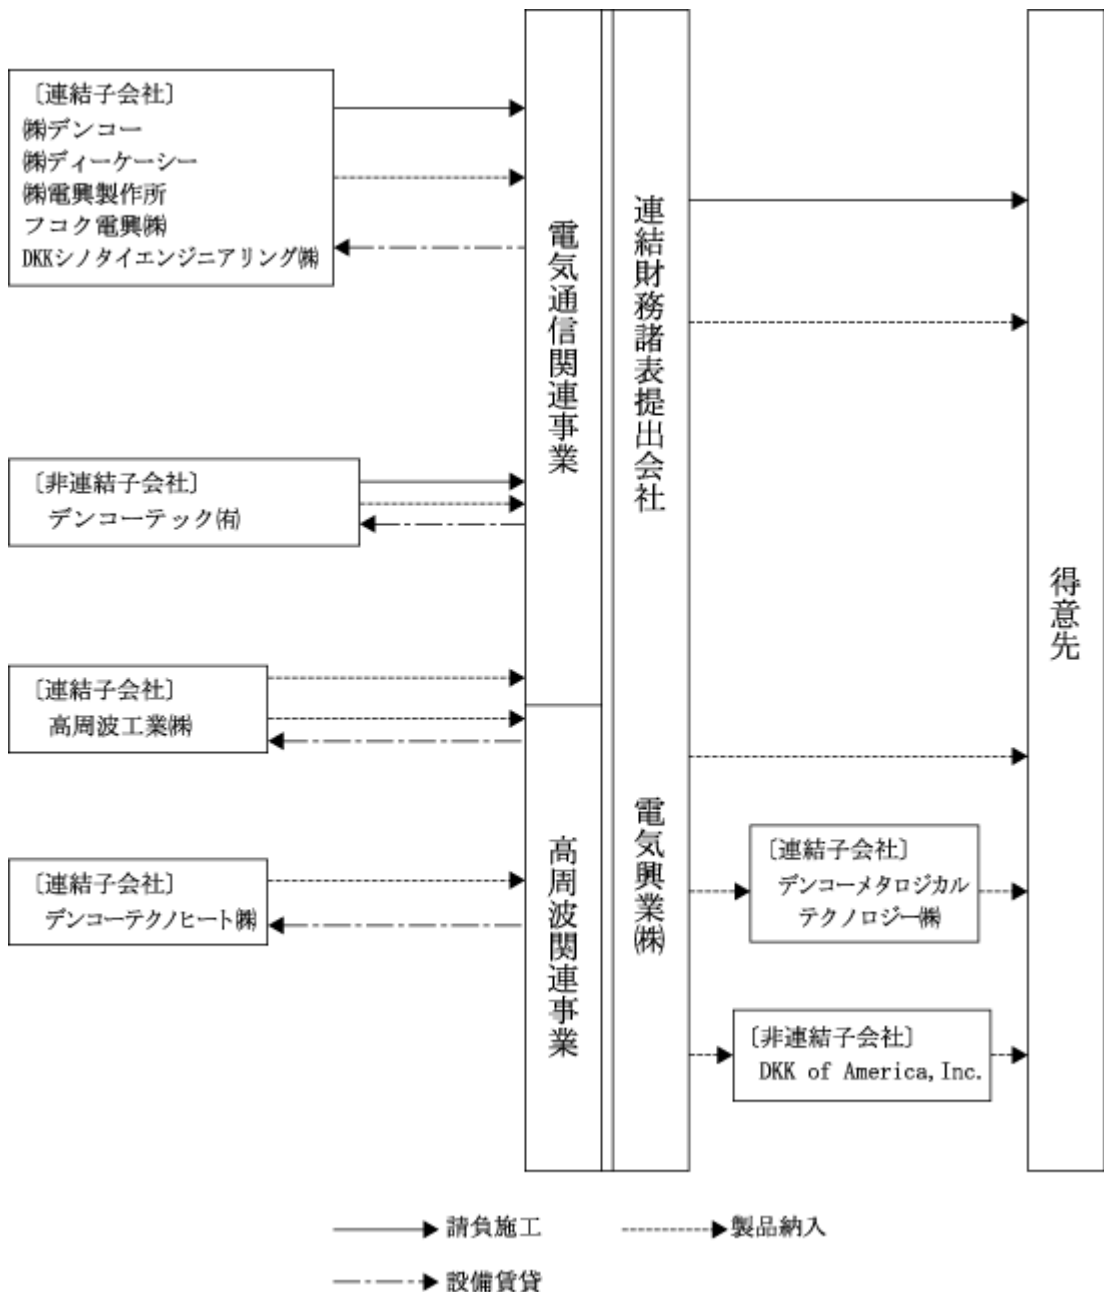 〔連結子会社〕
㈱デンコー
㈱ディーケーシー
㈱電興製作所
フコク電興㈱
DKKシノタイエンジニアリング㈱
〔非連結子会社〕
デンコーテック㈲
〔連結子会社〕
高周波工業㈱
〔連結子会社〕
デンコーテクノヒート㈱
電気通信関連事業
高周波関連事業
連結財務諸表提出会社
電気興業㈱
〔連結子会社〕
デンコーメタロジカル
テクノロジー㈱
〔非連結子会社〕
DKK of America,Inc.
得意先
請負施工
製品納入
設備賃貸